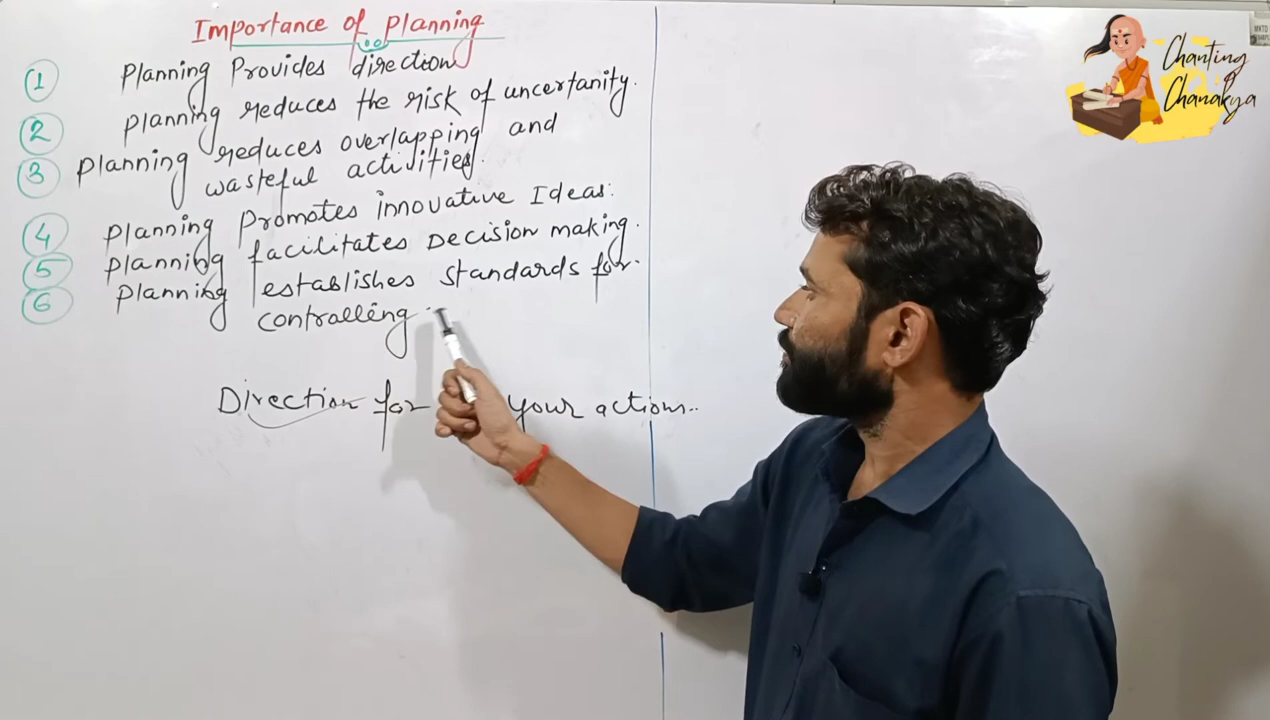 Importance of Planning
1 Planning Provides direction
2 planning reduces the risk of uncertanity.
3 planning reduces overlapping and
wasteful activities.
4 planning promotes innovative Ideas.
5 planning facilitates Decision making.
6 planning establishes standards for
contralling
Direction for your actions..
Chanting
Chanakya